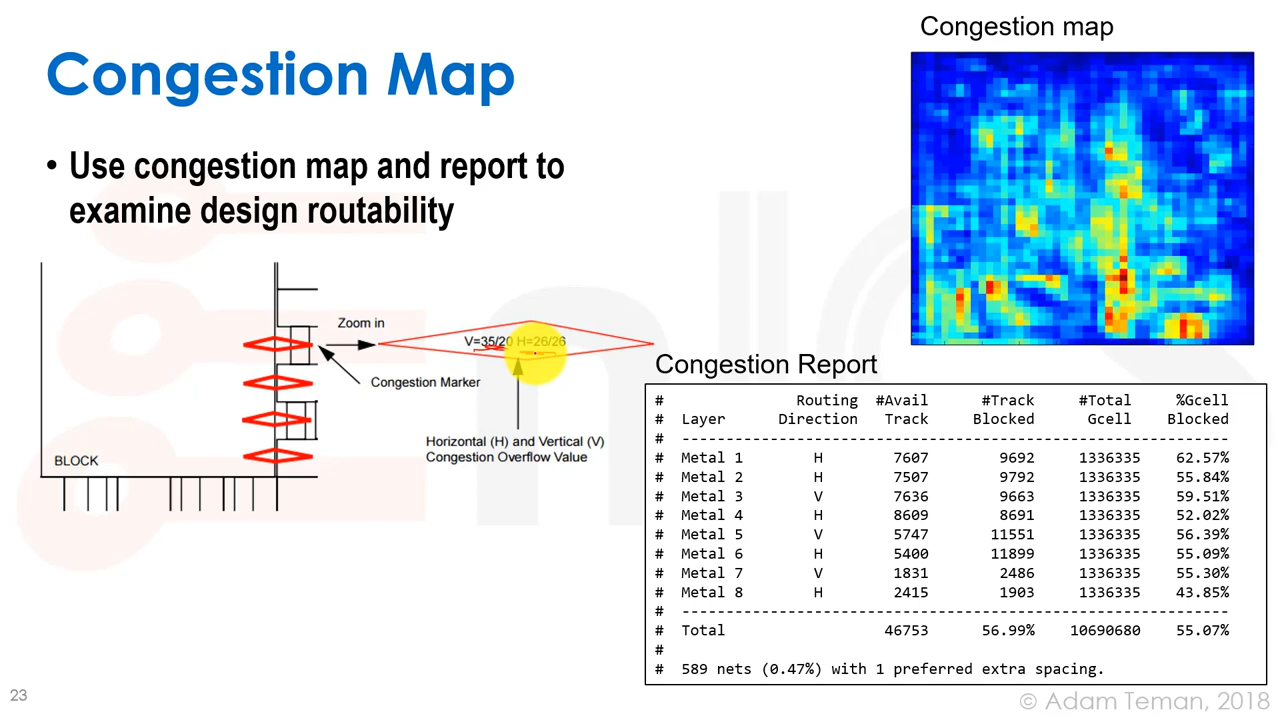 Congestion Map
• Use congestion map and report to
examine design routability
Zoom in
V=35/20 H=26/26
Congestion Marker
Horizontal (H) and Vertical (V)
Congestion Overflow Value
BLOCK
Congestion map
Congestion Report
# Routing #Avail #Track #Total %Gcell
# Layer Direction Track Blocked Gcell Blocked
# ----------------------------------------------------------------
# Metal 1 H 7607 9692 1336335 62.57%
# Metal 2 H 7507 9792 1336335 55.84%
# Metal 3 V 7636 9663 1336335 59.51%
# Metal 4 H 8609 8691 1336335 52.02%
# Metal 5 V 5747 11551 1336335 56.39%
# Metal 6 H 5400 11899 1336335 55.09%
# Metal 7 V 1831 2486 1336335 55.30%
# Metal 8 H 2415 1903 1336335 43.85%
# ----------------------------------------------------------------
# Total 46753 56.99% 10690680 55.07%
#
# 589 nets (0.47%) with 1 preferred extra spacing.
23
© Adam Teman, 2018